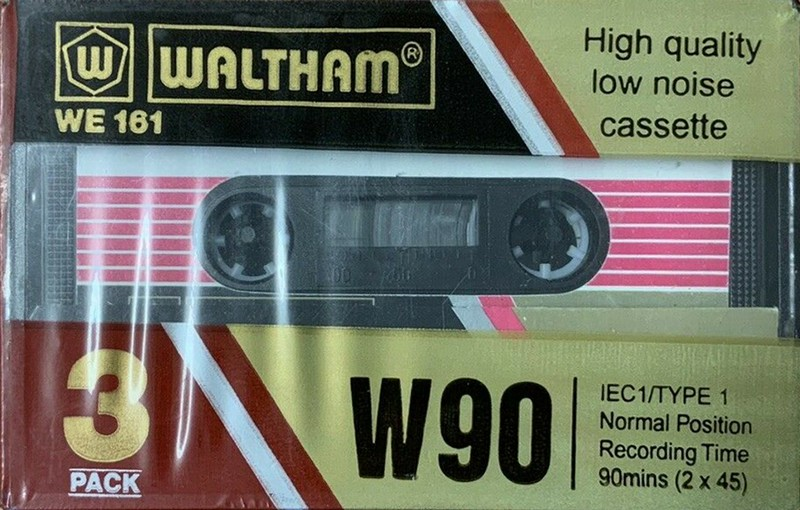 W WALTHAM®
WE 161
High quality
low noise
cassette
3
PACK
W90
IEC1/TYPE 1
Normal Position
Recording Time
90mins (2 x 45)